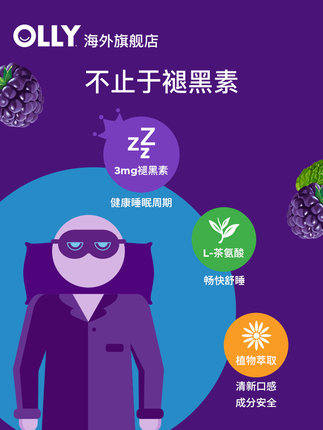 OLLY 海外旗舰店
不止于褪黑素
zZz
3mg褪黑素
健康睡眠周期
L-茶氨酸
畅快舒睡
植物萃取
清新口感
成分安全